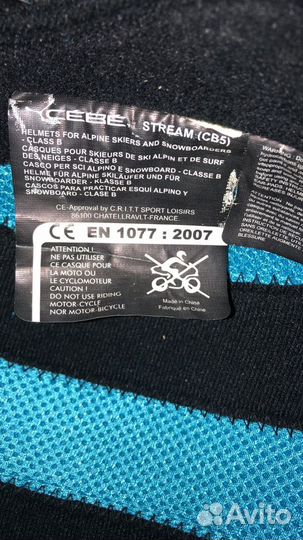 CEBE STREAM (CB5)
HELMETS FOR ALPINE SKIERS AND SNOWBOARDERS
- CLASS B
CASQUES POUR SKIEURS DE SKI ALPIN ET DE SURF
DES NEIGES - CLASSE B
CASCO PER SCI ALPINO E SNOWBOARD - CLASSE B
HELME FÜR ALPINE SKILÄUFER UND FÜR
SNOWBOARDER - KLASSE B
CASCOS PARA PRACTICAR ESQUÍ ALPINO Y
SNOWBOARD - CLASE B
CE-Approval by C.R.I.T.T SPORT LOISIRS
86100 CHATELLRAVLT-FRANCE
CE EN 1077 : 2007
ATTENTION !
NE PAS UTILISER
CE CASQUE POUR
LA MOTO OU
LE CYCLOMOTEUR
CAUTION !
DO NOT USE RIDING
MOTOR-CYCLE
NOR MOTOR-BICYCLE
Made in China
Fabriqué en Chine
WARNING
BLESSURE
Avito